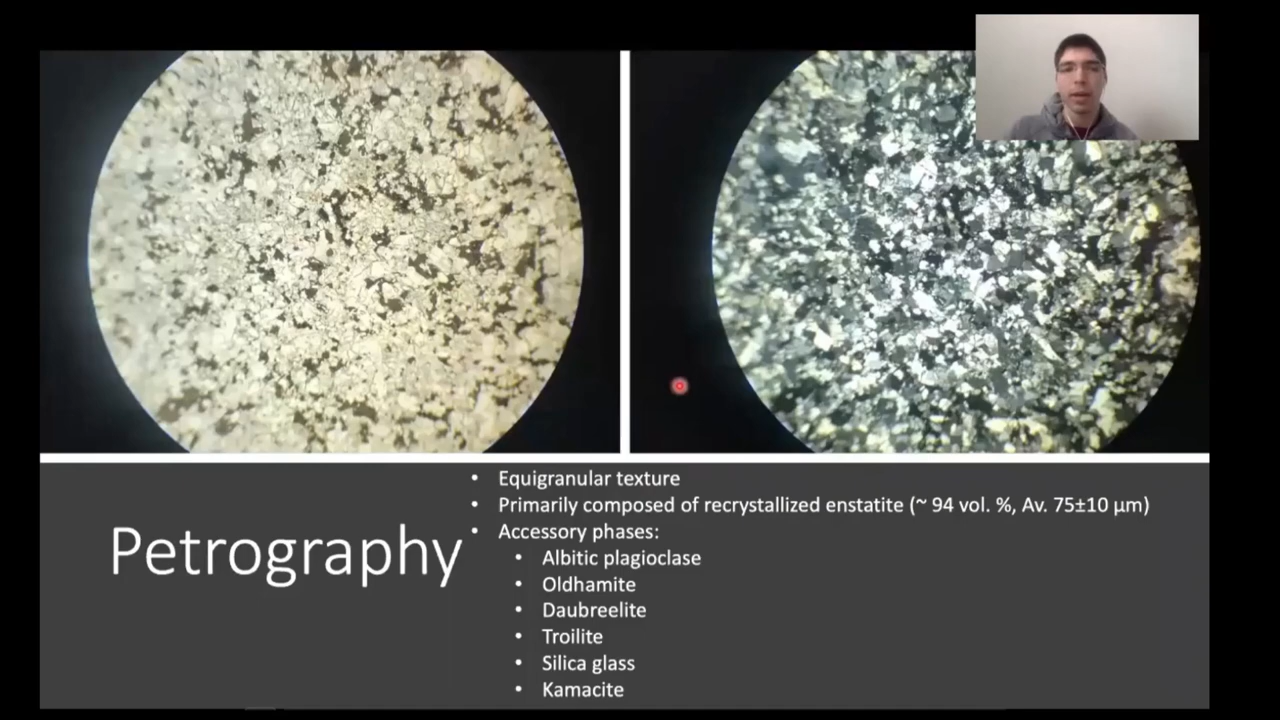 Petrography
• Equigranular texture
• Primarily composed of recrystallized enstatite (~ 94 vol. %, Av. 75±10 µm)
• Accessory phases:
• Albitic plagioclase
• Oldhamite
• Daubreelite
• Troilite
• Silica glass
• Kamacite